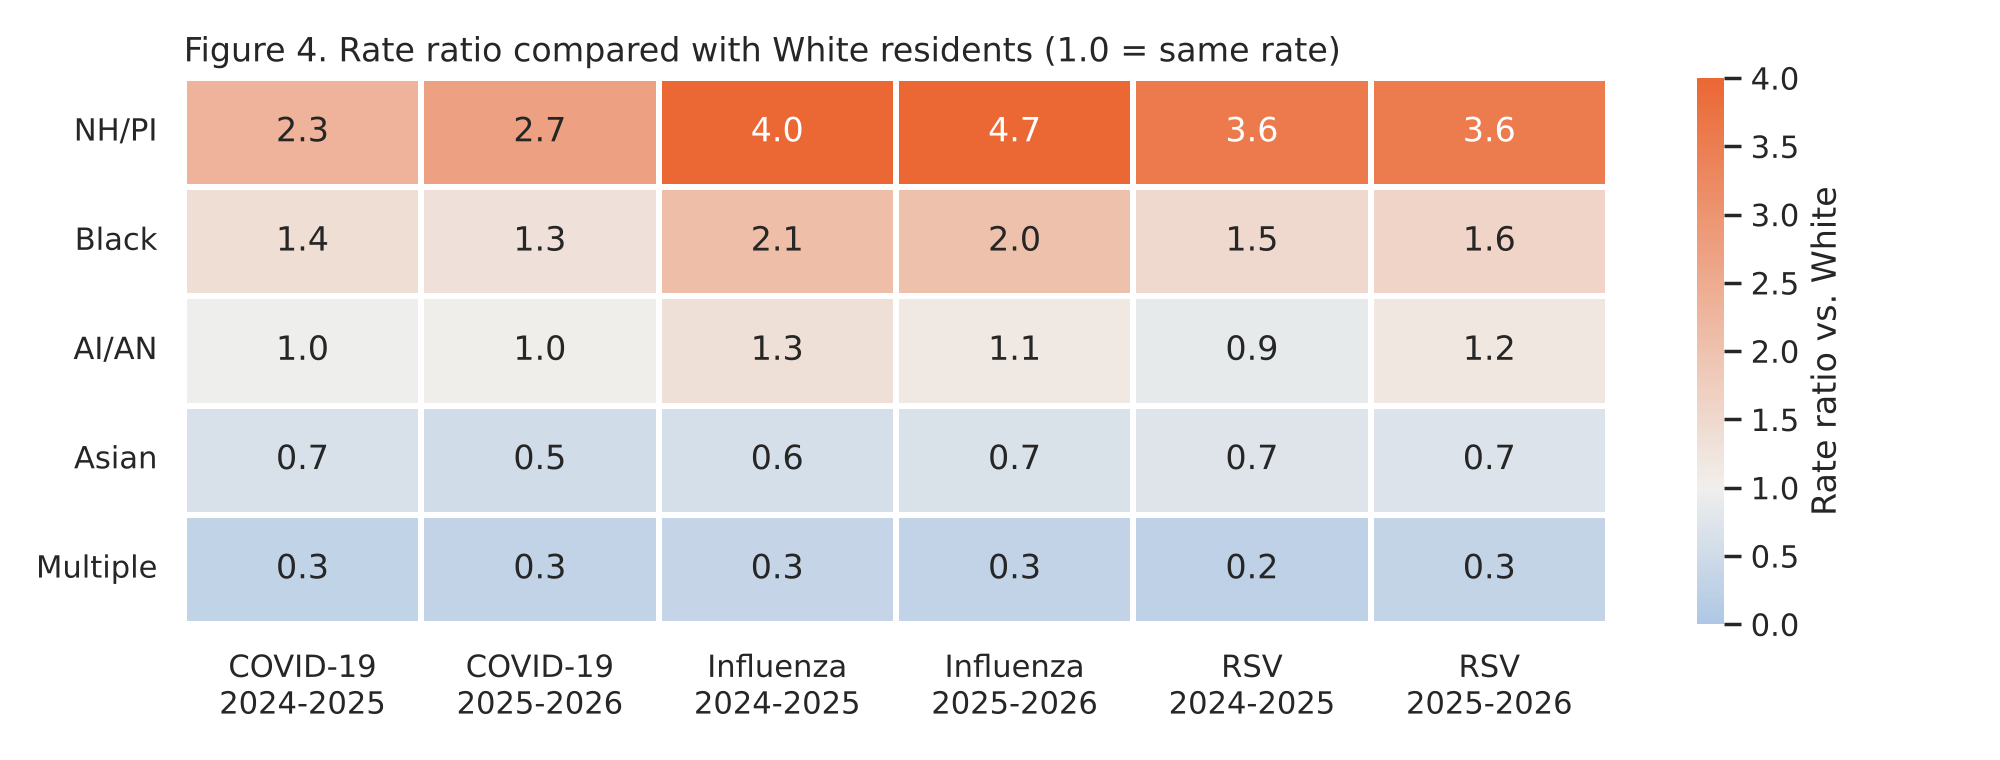 Figure 4. Rate ratio compared with White residents (1.0 = same rate)
NH/PI 2.3 2.7 4.0 4.7 3.6 3.6
Black 1.4 1.3 2.1 2.0 1.5 1.6
AI/AN 1.0 1.0 1.3 1.1 0.9 1.2
Asian 0.7 0.5 0.6 0.7 0.7 0.7
Multiple 0.3 0.3 0.3 0.3 0.2 0.3
COVID-19 COVID-19 Influenza Influenza RSV RSV
2024-2025 2025-2026 2024-2025 2025-2026 2024-2025 2025-2026
4.0
3.5
3.0
2.5
2.0
1.5
1.0
0.5
0.0
Rate ratio vs. White